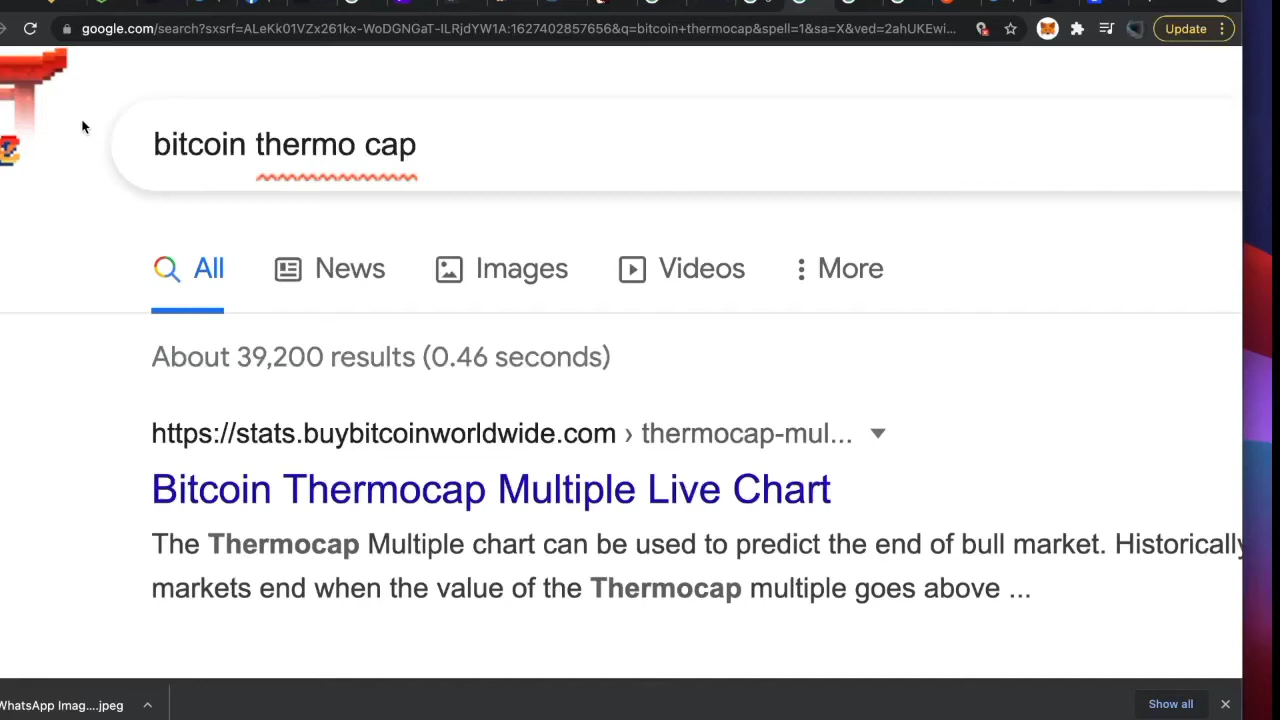 google.com/search?sxsrf=ALeKk01VZx261kx-WoDGNGaT-ILRjdYW1A:1627402857656&q=bitcoin+thermocap&spell=1&sa=X&ved=2ahUKEwi...
Update
bitcoin thermo cap
All News Images Videos More
About 39,200 results (0.46 seconds)
https://stats.buybitcoinworldwide.com › thermocap-mul...
Bitcoin Thermocap Multiple Live Chart
The Thermocap Multiple chart can be used to predict the end of bull market. Historically
markets end when the value of the Thermocap multiple goes above ...
WhatsApp Imag....jpeg
Show all